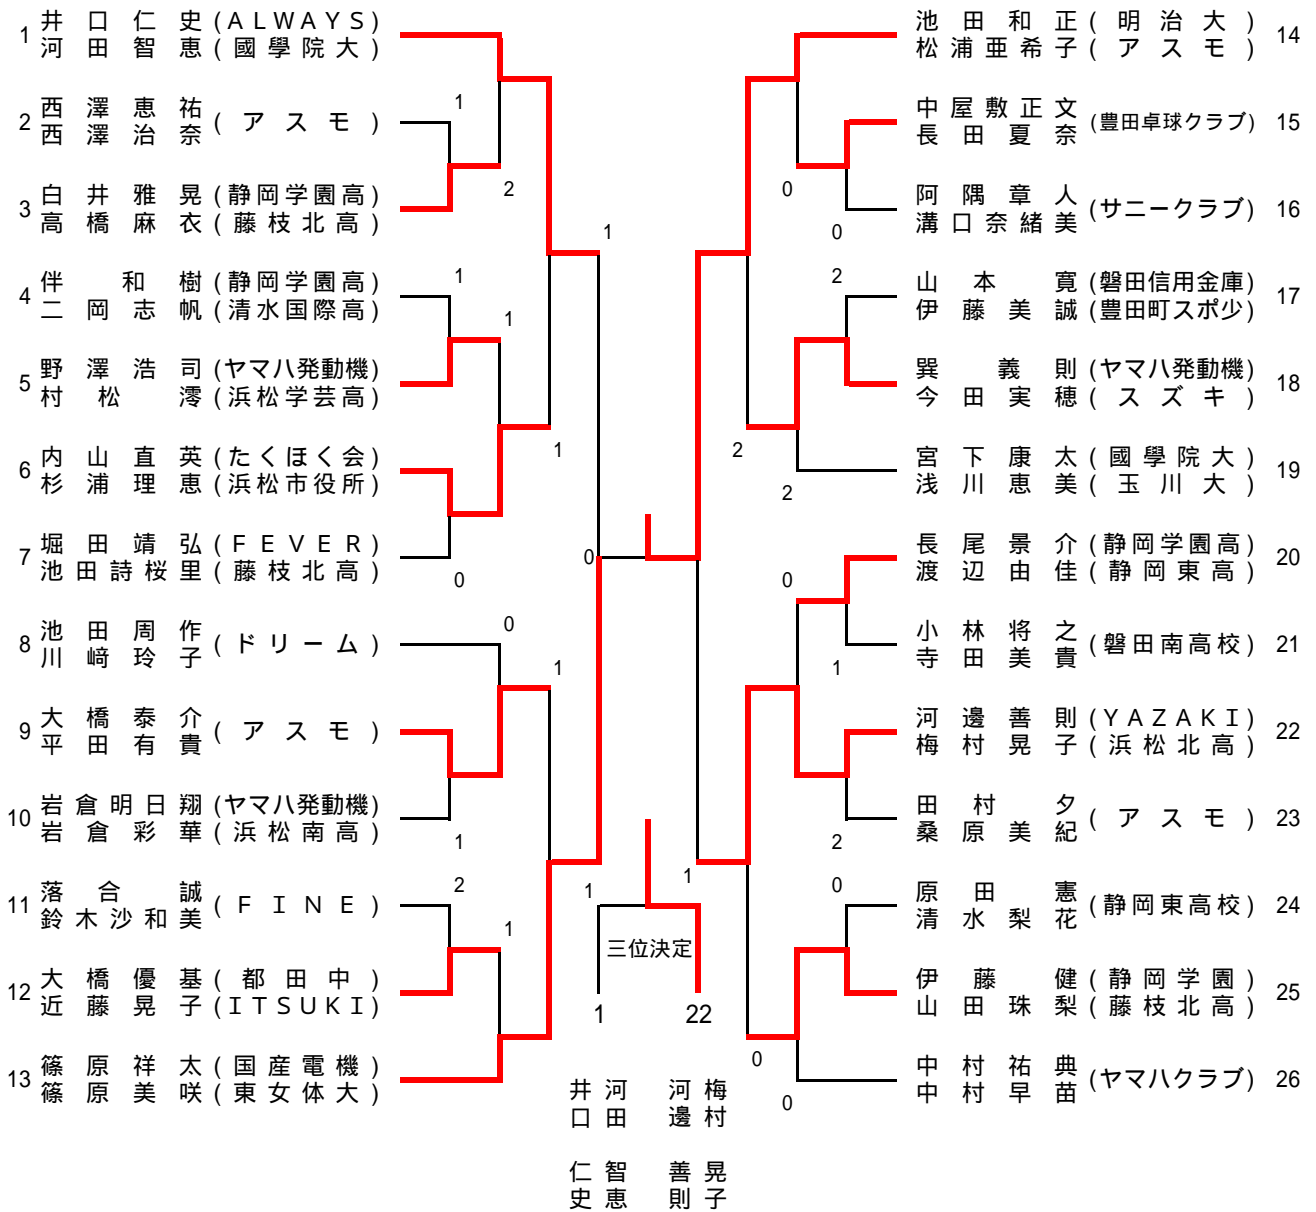 1 井口仁史 (ALWAYS)
河田智恵 (國學院大)
2 西澤恵祐 (アスモ)
西澤治奈
3 白井雅晃 (静岡学園高)
高橋麻衣 (藤枝北高)
4 伴和樹 (静岡学園高)
二岡志帆 (清水国際高)
5 野澤浩司 (ヤマハ発動機)
村松澪 (浜松学芸高)
6 内山直英 (たくほく会)
杉浦理恵 (浜松市役所)
7 堀田靖弘 (FEVER)
池田詩桜里 (藤枝北高)
8 池田周作 (ドリーム)
川﨑玲子
9 大橋泰介 (アスモ)
平田有貴
10 岩倉明日翔 (ヤマハ発動機)
岩倉彩華 (浜松南高)
11 落合誠 (FINE)
鈴木沙和美
12 大橋優基 (都田中)
近藤晃子 (ITSUKI)
13 篠原祥太 (国産電機)
篠原美咲 (東女体大)
1
2
1
1
1
1
0
0
1
1
2
1
0
1
1
三位決定
1 22
井口仁史
河田智恵
河邊善則
梅村晃子
0
0
2
2
2
0
1
2
0
0
0
池田和正 (明治大) 14
松浦亜希子 (アスモ)
中屋敷正文 (豊田卓球クラブ) 15
長田夏奈
阿隅章人 (サニークラブ) 16
溝口奈緒美
山本寛 (磐田信用金庫) 17
伊藤美誠 (豊田町スポ少)
巽義則 (ヤマハ発動機) 18
今田実穂 (スズキ)
宮下康太 (國學院大) 19
浅川恵美 (玉川大)
長尾景介 (静岡学園高) 20
渡辺由佳 (静岡東高)
小林将之 (磐田南高校) 21
寺田美貴
河邊善則 (YAZAKI) 22
梅村晃子 (浜松北高)
田村夕 (アスモ) 23
桑原美紀
原田憲 (静岡東高校) 24
清水梨花
伊藤健 (静岡学園) 25
山田珠梨 (藤枝北高)
中村祐典 (ヤマハクラブ) 26
中村早苗